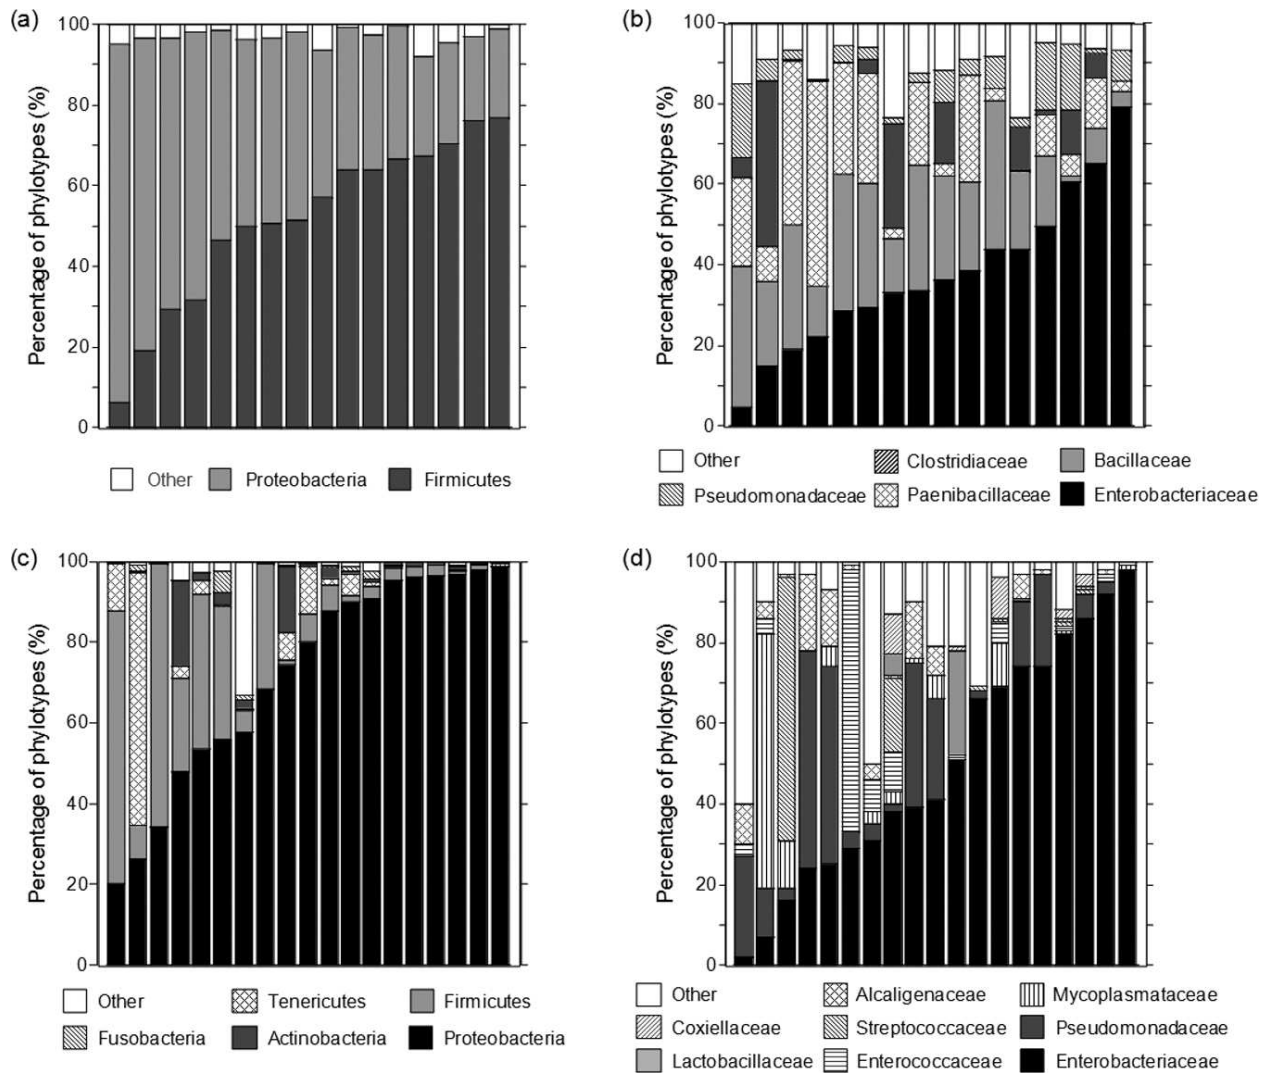 (a)
Percentage of phylotypes (%)
100
80
60
40
20
0
Other Proteobacteria Firmicutes
(b)
Percentage of phylotypes (%)
100
80
60
40
20
0
Other Clostridiaceae Bacillaceae
Pseudomonadaceae Paenibacillaceae Enterobacteriaceae
(c)
Percentage of phylotypes (%)
100
80
60
40
20
0
Other Tenericutes Firmicutes
Fusobacteria Actinobacteria Proteobacteria
(d)
Percentage of phylotypes (%)
100
80
60
40
20
0
Other Alcaligenaceae Mycoplasmataceae
Coxiellaceae Streptococcaceae Pseudomonadaceae
Lactobacillaceae Enterococcaceae Enterobacteriaceae